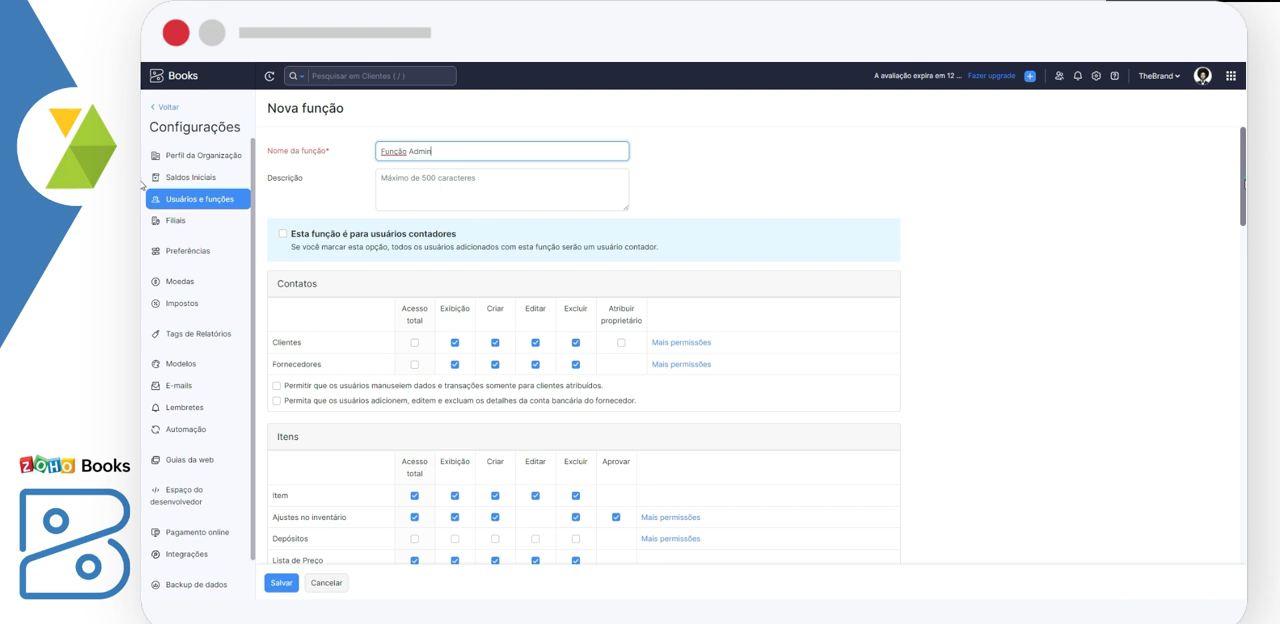 Books
Pesquisar em Clientes ( / )
A avaliação expira em 12 ...
Fazer upgrade
TheBrand
Voltar
Configurações
Perfil da Organização
Saldos Iniciais
Usuários e funções
Filiais
Preferências
Moedas
Impostos
Tags de Relatórios
Modelos
E-mails
Lembretes
Automação
Guias da web
Espaço do
desenvolvedor
Pagamento online
Integrações
Backup de dados
Nova função
Nome da função*
Função Admin
Descrição
Máximo de 500 caracteres
Esta função é para usuários contadores
Se você marcar esta opção, todos os usuários adicionados com esta função serão um usuário contador.
Contatos
Acesso total Exibição Criar Editar Excluir Atribuir proprietário
Clientes Mais permissões
Fornecedores Mais permissões
Permitir que os usuários manuseiem dados e transações somente para clientes atribuídos.
Permita que os usuários adicionem, editem e excluam os detalhes da conta bancária do fornecedor.
Itens
Acesso total Exibição Criar Editar Excluir Aprovar
Item
Ajustes no inventário Mais permissões
Depósitos Mais permissões
Lista de Preço
Salvar Cancelar
ZOHO Books